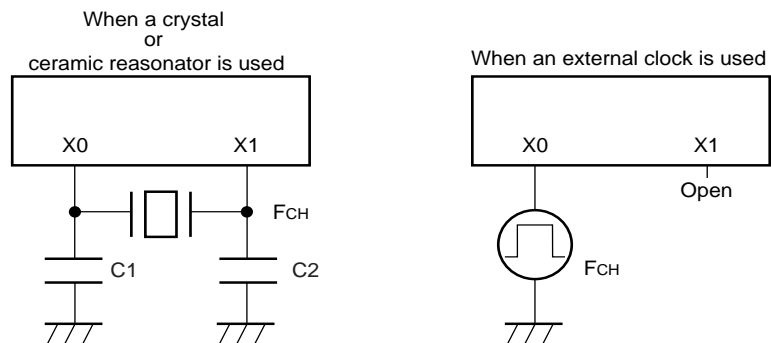 When a crystal
or
ceramic reasonator is used
X0
X1
FCH
C1
C2
When an external clock is used
X0
X1
Open
FCH